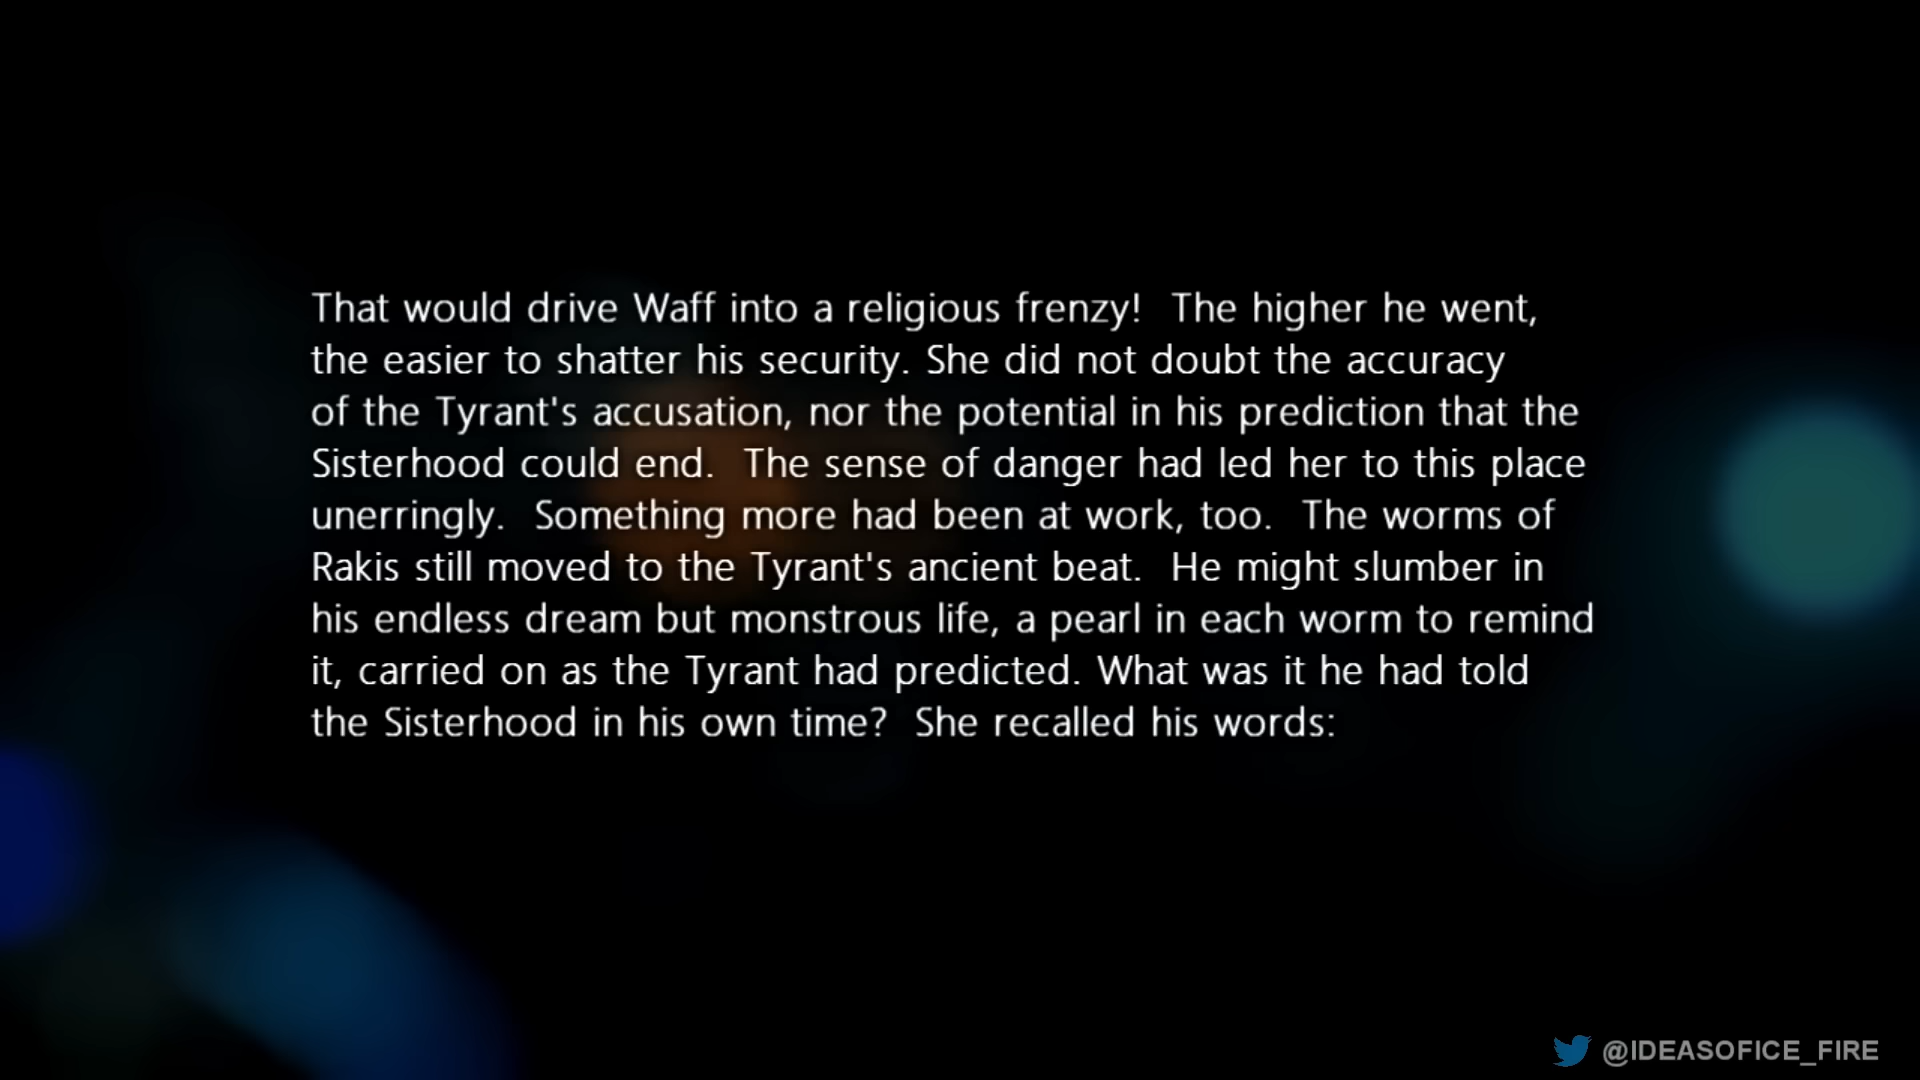 That would drive Waff into a religious frenzy!  The higher he went,
the easier to shatter his security. She did not doubt the accuracy
of the Tyrant's accusation, nor the potential in his prediction that the
Sisterhood could end.  The sense of danger had led her to this place
unerringly.  Something more had been at work, too.  The worms of
Rakis still moved to the Tyrant's ancient beat.  He might slumber in
his endless dream but monstrous life, a pearl in each worm to remind
it, carried on as the Tyrant had predicted. What was it he had told
the Sisterhood in his own time?  She recalled his words:
@IDEASOFICE_FIRE